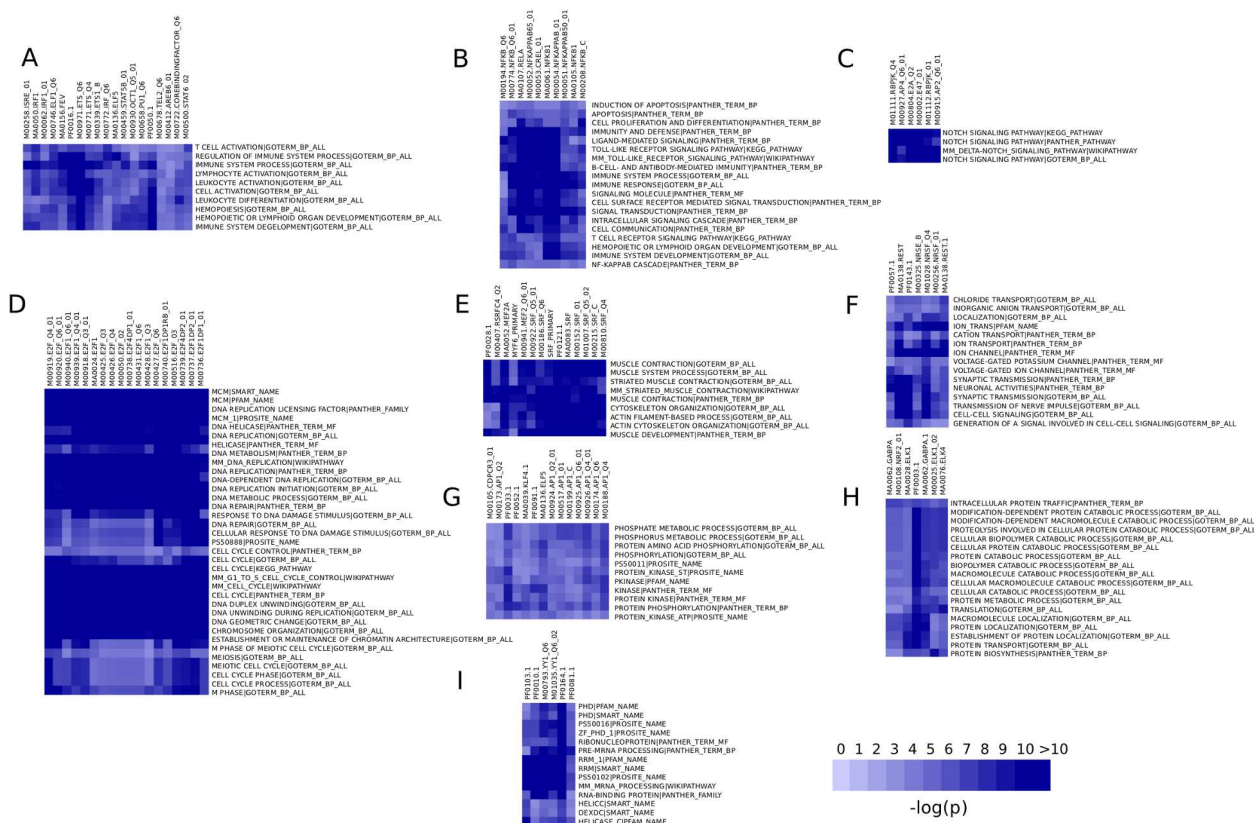 A
M00258.ISRE_01
MA0050.IRF1
M00062.IRF1_01
M00746.ELF1_Q6
MA0156.FEV
PF0016.1
M00971.ETS_Q6
M00771.ETS_Q4
M00339.ETS1_B
M00772.IRF_Q6
MA0136.ELF5
M00459.STAT5B_01
M00930.OCT1_Q5_01
M00658.PU1_Q6
PF0050.1
M00678.TEL2_Q6
M00412.AREB6_01
M00722.COREBINDINGFACTOR_Q6
M00500.STAT6_02
T CELL ACTIVATION|GOTERM_BP_ALL
REGULATION OF IMMUNE SYSTEM PROCESS|GOTERM_BP_ALL
IMMUNE SYSTEM PROCESS|GOTERM_BP_ALL
LYMPHOCYTE ACTIVATION|GOTERM_BP_ALL
LEUKOCYTE ACTIVATION|GOTERM_BP_ALL
CELL ACTIVATION|GOTERM_BP_ALL
LEUKOCYTE DIFFERENTIATION|GOTERM_BP_ALL
HEMOPOIESIS|GOTERM_BP_ALL
HEMOPOIETIC OR LYMPHOID ORGAN DEVELOPMENT|GOTERM_BP_ALL
IMMUNE SYSTEM DEGELOPMENT|GOTERM_BP_ALL
B
M00194.NFKB_Q6
M00774.NFKB_Q6_01
MA0107.RELA
M00052.NFKAPPAB65_01
M00053.CREL_01
MA0061.NFKB1
M00054.NFKAPPAB_01
M00051.NFKAPPAB50_01
MA0105.NFKB1
M00208.NFKB_C
INDUCTION OF APOPTOSIS|PANTHER_TERM_BP
APOPTOSIS|PANTHER_TERM_BP
CELL PROLIFERATION AND DIFFERENTIATION|PANTHER_TERM_BP
IMMUNITY AND DEFENSE|PANTHER_TERM_BP
LIGAND-MEDIATED SIGNALING|PANTHER_TERM_BP
TOLL-LIKE RECEPTOR SIGNALING PATHWAY|KEGG_PATHWAY
MM_TOLL-LIKE_RECEPTOR_SIGNALING_PATHWAY|WIKIPATHWAY
B-CELL- AND ANTIBODY-MEDIATED IMMUNITY|PANTHER_TERM_BP
IMMUNE SYSTEM PROCESS|GOTERM_BP_ALL
IMMUNE RESPONSE|GOTERM_BP_ALL
SIGNALING MOLECULE|PANTHER_TERM_MF
CELL SURFACE RECEPTOR MEDIATED SIGNAL TRANSDUCTION|PANTHER_TERM_BP
SIGNAL TRANSDUCTION|PANTHER_TERM_BP
INTRACELLULAR SIGNALING CASCADE|PANTHER_TERM_BP
CELL COMMUNICATION|PANTHER_TERM_BP
T CELL RECEPTOR SIGNALING PATHWAY|KEGG_PATHWAY
HEMOPOIETIC OR LYMPHOID ORGAN DEVELOPMENT|GOTERM_BP_ALL
IMMUNE SYSTEM DEVELOPMENT|GOTERM_BP_ALL
NF-KAPPAB CASCADE|PANTHER_TERM_BP
C
M01111.RBPJK_Q4
M00927.AP4_Q6_01
M00804.E2A_Q2
M00002.E47_01
M01112.RBPJK_01
M00915.AP2_Q6_01
NOTCH SIGNALING PATHWAY|KEGG_PATHWAY
NOTCH SIGNALING PATHWAY|PANTHER_PATHWAY
MM_DELTA-NOTCH_SIGNALING_PATHWAY|WIKIPATHWAY
NOTCH SIGNALING PATHWAY|GOTERM_BP_ALL
D
M00919.E2F_Q4_01
M00920.E2F_Q6_01
M00940.E2F1_Q6_01
M00939.E2F1_Q4_01
M00918.E2F_Q3_01
MA0024.E2F1
M00425.E2F_Q3
M00426.E2F_Q4
M00050.E2F_02
M00738.E2F4DP1_01
M00431.E2F1_Q6
M00428.E2F1_Q3
M00427.E2F_Q6
M00740.E2F1DP1RB_01
M00516.E2F_03
M00739.E2F4DP2_01
M00737.E2F1DP2_01
M00736.E2F1DP1_01
MCM|SMART_NAME
MCM|PFAM_NAME
DNA REPLICATION LICENSING FACTOR|PANTHER_FAMILY
MCM_1|PROSITE_NAME
DNA HELICASE|PANTHER_TERM_MF
DNA REPLICATION|GOTERM_BP_ALL
HELICASE|PANTHER_TERM_MF
DNA METABOLISM|PANTHER_TERM_BP
MM_DNA_REPLICATION|WIKIPATHWAY
DNA REPLICATION|PANTHER_TERM_BP
DNA-DEPENDENT DNA REPLICATION|GOTERM_BP_ALL
DNA REPLICATION INITIATION|GOTERM_BP_ALL
DNA METABOLIC PROCESS|GOTERM_BP_ALL
DNA REPAIR|PANTHER_TERM_BP
RESPONSE TO DNA DAMAGE STIMULUS|GOTERM_BP_ALL
DNA REPAIR|GOTERM_BP_ALL
CELLULAR RESPONSE TO DNA DAMAGE STIMULUS|GOTERM_BP_ALL
PS50888|PROSITE_NAME
CELL CYCLE CONTROL|PANTHER_TERM_BP
CELL CYCLE|GOTERM_BP_ALL
CELL CYCLE|KEGG_PATHWAY
MM_G1_TO_S_CELL_CYCLE_CONTROL|WIKIPATHWAY
MM_CELL_CYCLE|WIKIPATHWAY
CELL CYCLE|PANTHER_TERM_BP
DNA DUPLEX UNWINDING|GOTERM_BP_ALL
DNA UNWINDING DURING REPLICATION|GOTERM_BP_ALL
DNA GEOMETRIC CHANGE|GOTERM_BP_ALL
CHROMOSOME ORGANIZATION|GOTERM_BP_ALL
ESTABLISHMENT OR MAINTENANCE OF CHROMATIN ARCHITECTURE|GOTERM_BP_ALL
M PHASE OF MEIOTIC CELL CYCLE|GOTERM_BP_ALL
MEIOSIS|GOTERM_BP_ALL
MEIOTIC CELL CYCLE|GOTERM_BP_ALL
CELL CYCLE PHASE|GOTERM_BP_ALL
CELL CYCLE PROCESS|GOTERM_BP_ALL
M PHASE|GOTERM_BP_ALL
E
PF0028.1
M00407.RSRFC4_Q2
MA0052.MEF2A
MYF6_PRIMARY
M00941.MEF2_Q6_01
M00922.SRF_Q5_01
M00186.SRF_Q6
SRF_PRIMARY
PF0121.1
MA0083.SRF
M00152.SRF_01
M01007.SRF_Q5_02
M00215.SRF_C
M00810.SRF_Q4
MUSCLE CONTRACTION|GOTERM_BP_ALL
MUSCLE SYSTEM PROCESS|GOTERM_BP_ALL
STRIATED MUSCLE CONTRACTION|GOTERM_BP_ALL
MM_STRIATED_MUSCLE_CONTRACTION|WIKIPATHWAY
MUSCLE CONTRACTION|PANTHER_TERM_BP
CYTOSKELETON ORGANIZATION|GOTERM_BP_ALL
ACTIN FILAMENT-BASED PROCESS|GOTERM_BP_ALL
ACTIN CYTOSKELETON ORGANIZATION|GOTERM_BP_ALL
MUSCLE DEVELOPMENT|PANTHER_TERM_BP
F
PF0057.1
MA0138.REST
PF0143.1
M00325.NRSE_B
M01028.NRSF_Q4
M00256.NRSF_01
MA0138.REST.1
CHLORIDE TRANSPORT|GOTERM_BP_ALL
INORGANIC ANION TRANSPORT|GOTERM_BP_ALL
LOCALIZATION|GOTERM_BP_ALL
ION_TRANS|PFAM_NAME
CATION TRANSPORT|PANTHER_TERM_BP
ION TRANSPORT|PANTHER_TERM_BP
ION CHANNEL|PANTHER_TERM_MF
VOLTAGE-GATED POTASSIUM CHANNEL|PANTHER_TERM_MF
VOLTAGE-GATED ION CHANNEL|PANTHER_TERM_MF
SYNAPTIC TRANSMISSION|PANTHER_TERM_BP
NEURONAL ACTIVITIES|PANTHER_TERM_BP
SYNAPTIC TRANSMISSION|GOTERM_BP_ALL
TRANSMISSION OF NERVE IMPULSE|GOTERM_BP_ALL
CELL-CELL SIGNALING|GOTERM_BP_ALL
GENERATION OF A SIGNAL INVOLVED IN CELL-CELL SIGNALING|GOTERM_BP_ALL
G
M00105.CDPCR3_01
M00173.AP1_Q2
PF0033.1
PF0052.1
MA0039.KLF4.1
PF0091.1
MA0136.ELF5
M00924.AP1_Q2_01
M00517.AP1_01
M00199.AP1_C
M00925.AP1_Q6_01
M00926.AP1_Q4_01
M00174.AP1_Q6
M00188.AP1_Q4
PHOSPHATE METABOLIC PROCESS|GOTERM_BP_ALL
PHOSPHORUS METABOLIC PROCESS|GOTERM_BP_ALL
PROTEIN AMINO ACID PHOSPHORYLATION|GOTERM_BP_ALL
PHOSPHORYLATION|GOTERM_BP_ALL
PS50011|PROSITE_NAME
PROTEIN_KINASE_ST|PROSITE_NAME
PKINASE|PFAM_NAME
KINASE|PANTHER_TERM_MF
PROTEIN KINASE|PANTHER_TERM_MF
PROTEIN PHOSPHORYLATION|PANTHER_TERM_BP
PROTEIN_KINASE_ATP|PROSITE_NAME
H
MA0062.GABPA
M00108.NRF2_01
MA0028.ELK1
PF0003.1
MA0062.GABPA.1
M00025.ELK1_02
MA0076.ELK4
INTRACELLULAR PROTEIN TRAFFIC|PANTHER_TERM_BP
MODIFICATION-DEPENDENT PROTEIN CATABOLIC PROCESS|GOTERM_BP_ALL
MODIFICATION-DEPENDENT MACROMOLECULE CATABOLIC PROCESS|GOTERM_BP_ALL
PROTEOLYSIS INVOLVED IN CELLULAR PROTEIN CATABOLIC PROCESS|GOTERM_BP_ALL
CELLULAR BIOPOLYMER CATABOLIC PROCESS|GOTERM_BP_ALL
CELLULAR PROTEIN CATABOLIC PROCESS|GOTERM_BP_ALL
PROTEIN CATABOLIC PROCESS|GOTERM_BP_ALL
BIOPOLYMER CATABOLIC PROCESS|GOTERM_BP_ALL
MACROMOLECULE CATABOLIC PROCESS|GOTERM_BP_ALL
CELLULAR MACROMOLECULE CATABOLIC PROCESS|GOTERM_BP_ALL
CELLULAR CATABOLIC PROCESS|GOTERM_BP_ALL
PROTEIN METABOLIC PROCESS|GOTERM_BP_ALL
TRANSLATION|GOTERM_BP_ALL
MACROMOLECULE LOCALIZATION|GOTERM_BP_ALL
PROTEIN LOCALIZATION|GOTERM_BP_ALL
ESTABLISHMENT OF PROTEIN LOCALIZATION|GOTERM_BP_ALL
PROTEIN TRANSPORT|GOTERM_BP_ALL
PROTEIN BIOSYNTHESIS|PANTHER_TERM_BP
I
PF0103.1
PF0010.1
M00793.YY1_Q6
M01035.YY1_Q6_02
PF0164.1
PF0081.1
PHD|PFAM_NAME
PHD|SMART_NAME
PS50016|PROSITE_NAME
ZF_PHD_1|PROSITE_NAME
RIBONUCLEOPROTEIN|PANTHER_TERM_MF
PRE-MRNA PROCESSING|PANTHER_TERM_BP
RRM_1|PFAM_NAME
RRM|SMART_NAME
PS50102|PROSITE_NAME
MM_MRNA_PROCESSING|WIKIPATHWAY
RNA-BINDING PROTEIN|PANTHER_FAMILY
HELICC|SMART_NAME
DEXDC|SMART_NAME
HELICASE_C|PFAM_NAME
0 1 2 3 4 5 6 7 8 9 10 >10
-log(p)